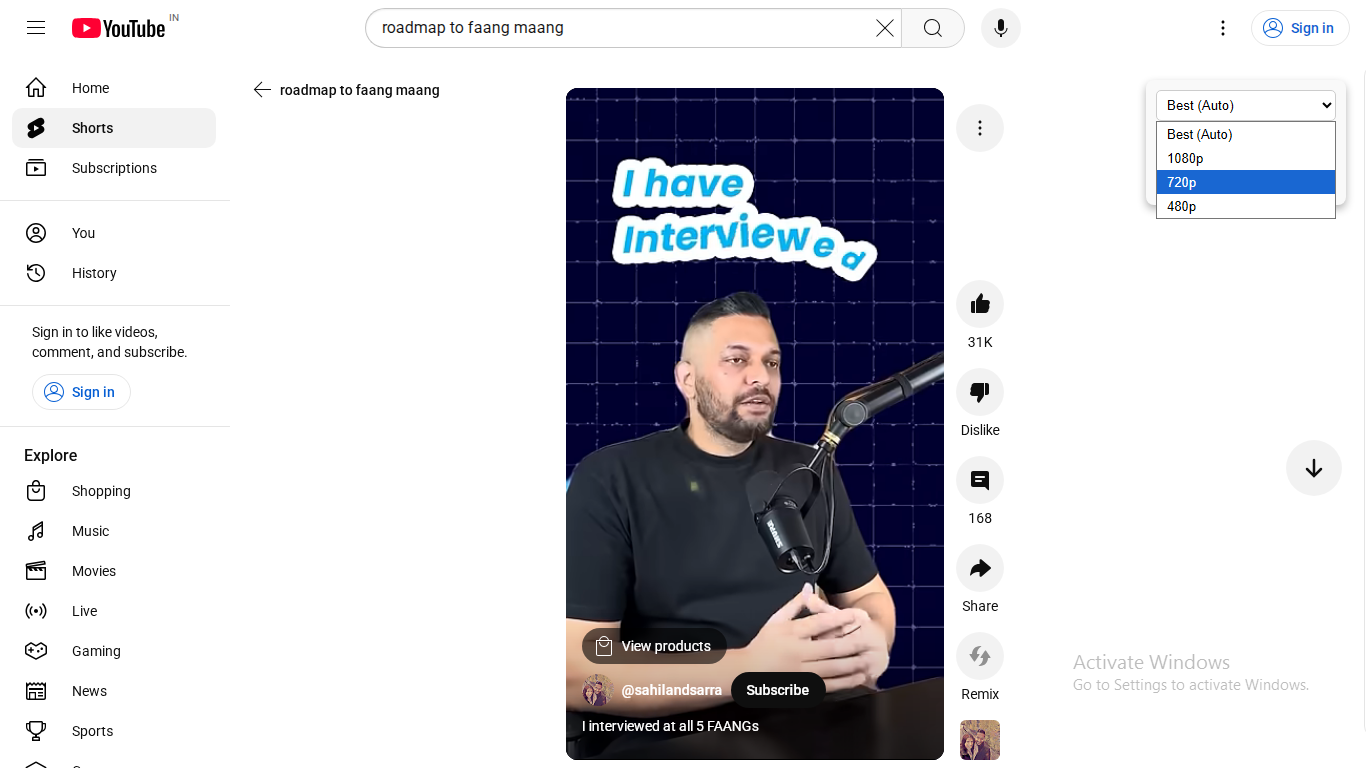 YouTube IN
roadmap to faang maang
Sign in
Home
Shorts
Subscriptions
You
History
Sign in to like videos,
comment, and subscribe.
Sign in
Explore
Shopping
Music
Movies
Live
Gaming
News
Sports
roadmap to faang maang
I have
Interviewed
SHURE
View products
@sahilandsarra
Subscribe
I interviewed at all 5 FAANGs
31K
Dislike
168
Share
Remix
Best (Auto)
Best (Auto)
1080p
720p
480p
Activate Windows
Go to Settings to activate Windows.